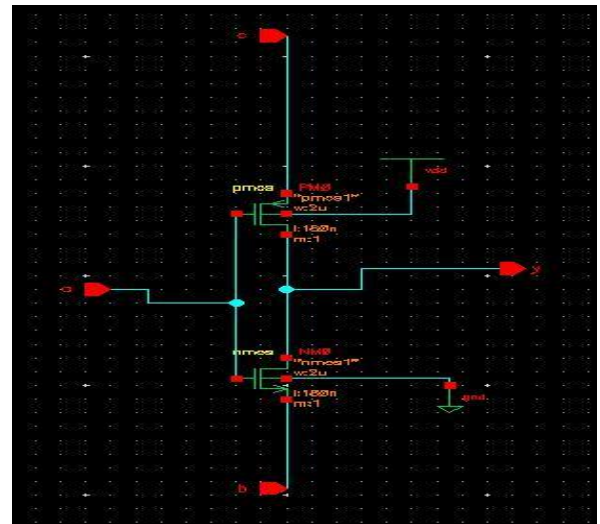 c
vdd
pmos PM0
"pmos1"
w:2u
l:180n
m:1
a
y
nmos NM0
"nmos1"
w:2u
l:180n
m:1
gnd
b